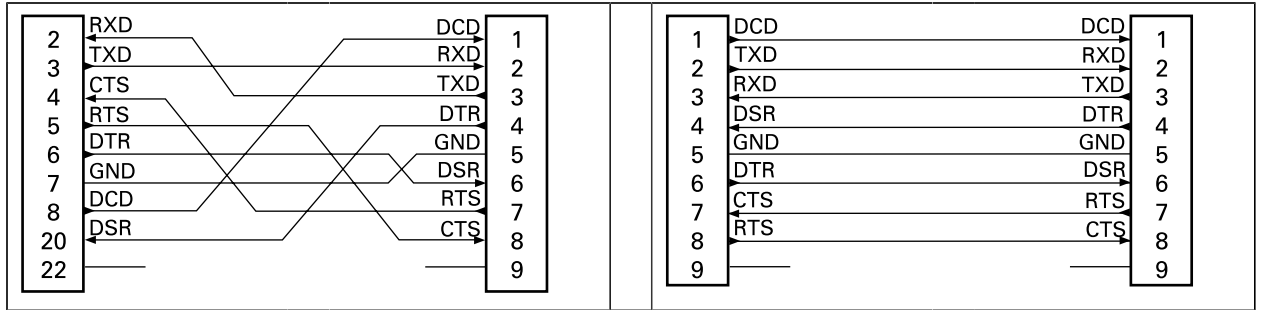 2 RXD DCD 1
3 TXD RXD 2
4 CTS TXD 3
5 RTS DTR 4
6 DTR GND 5
7 GND DSR 6
8 DCD RTS 7
20 DSR CTS 8
22 9
1 DCD DCD 1
2 TXD RXD 2
3 RXD TXD 3
4 DSR DTR 4
5 GND GND 5
6 DTR DSR 6
7 CTS RTS 7
8 RTS CTS 8
9 9